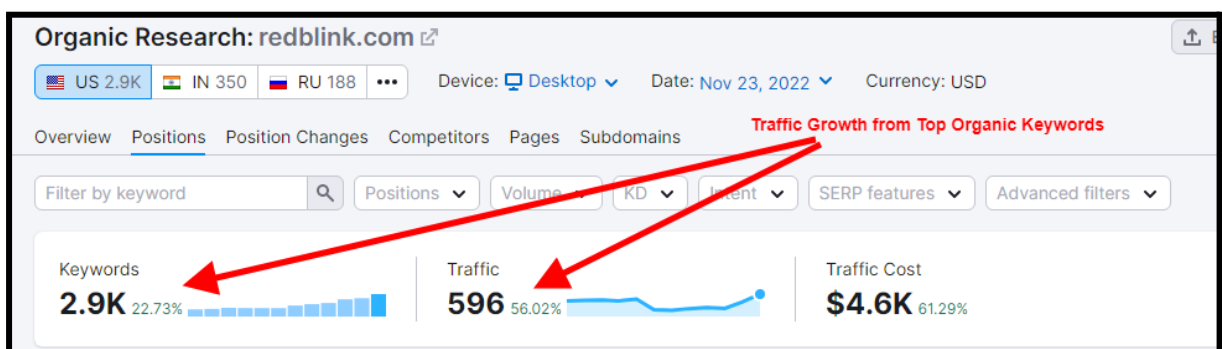 Organic Research: redblink.com
US 2.9K IN 350 RU 188 ••• Device: Desktop Date: Nov 23, 2022 Currency: USD
Overview Positions Position Changes Competitors Pages Subdomains
Traffic Growth from Top Organic Keywords
Filter by keyword Positions Volume KD Intent SERP features Advanced filters
Keywords Traffic Traffic Cost
2.9K 22.73% 596 56.02% $4.6K 61.29%